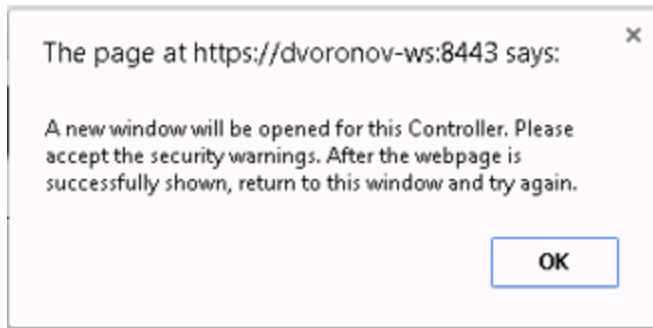 The page at https://dvoronov-ws:8443 says:
A new window will be opened for this Controller. Please
accept the security warnings. After the webpage is
successfully shown, return to this window and try again.
OK